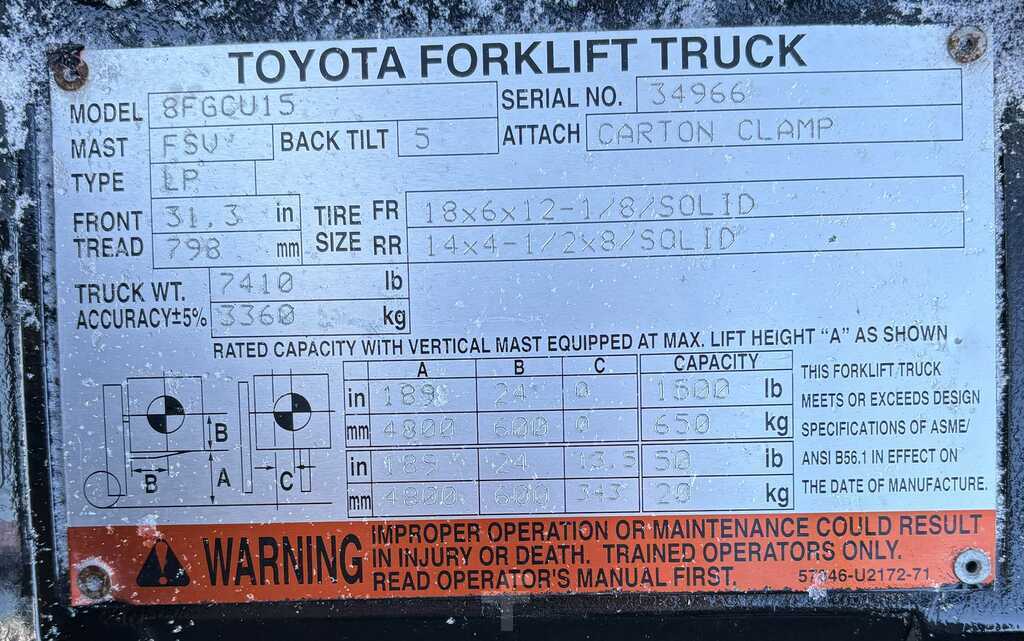 TOYOTA FORKLIFT TRUCK
MODEL 8FGCU15 SERIAL NO. 34966
MAST FSV BACK TILT 5 ATTACH CARTON CLAMP
TYPE LP
FRONT TREAD 31.3 in TIRE SIZE FR 18x6x12-1/8/SOLID
798 mm RR 14x4-1/2x8/SOLID
TRUCK WT. 7410 lb
ACCURACY±5% 3360 kg
RATED CAPACITY WITH VERTICAL MAST EQUIPPED AT MAX. LIFT HEIGHT "A" AS SHOWN
A B C CAPACITY
in 189 24 0 1500 lb
mm 4800 600 0 650 kg
in 189 24 13.5 50 lb
mm 4800 600 343 20 kg
B
B
A
C
THIS FORKLIFT TRUCK
MEETS OR EXCEEDS DESIGN
SPECIFICATIONS OF ASME/
ANSI B56.1 IN EFFECT ON
THE DATE OF MANUFACTURE.
WARNING
IMPROPER OPERATION OR MAINTENANCE COULD RESULT
IN INJURY OR DEATH. TRAINED OPERATORS ONLY.
READ OPERATOR'S MANUAL FIRST. 57046-U2172-71